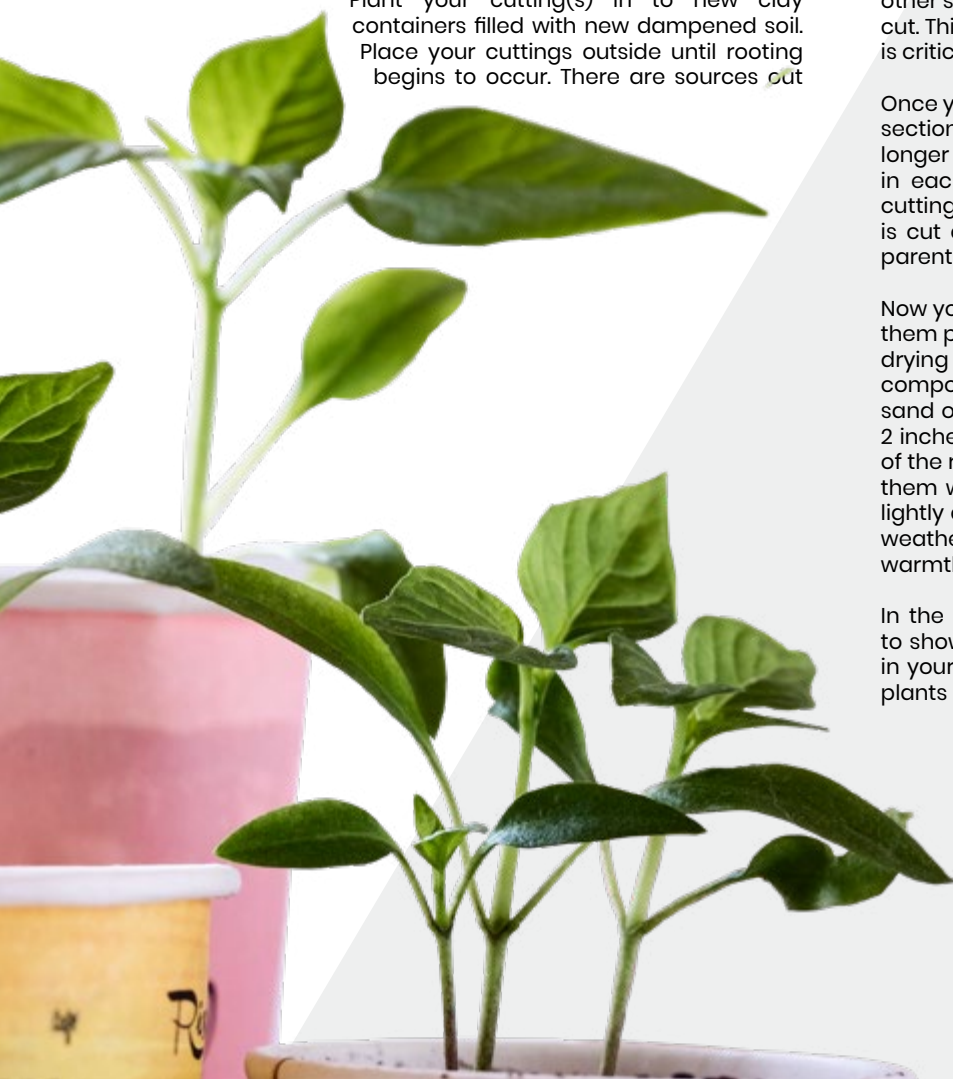 Plant your cutting(s) in to new clay
containers filled with new dampened soil.
Place your cuttings outside until rooting
begins to occur. There are sources out
other s
cut. Thi
is critic
Once y
section
longer
in eac
cutting
is cut
parent
Now yo
them p
drying
compo
sand o
2 inche
of the
them w
lightly
weathe
warmt
In the
to show
in your
plants